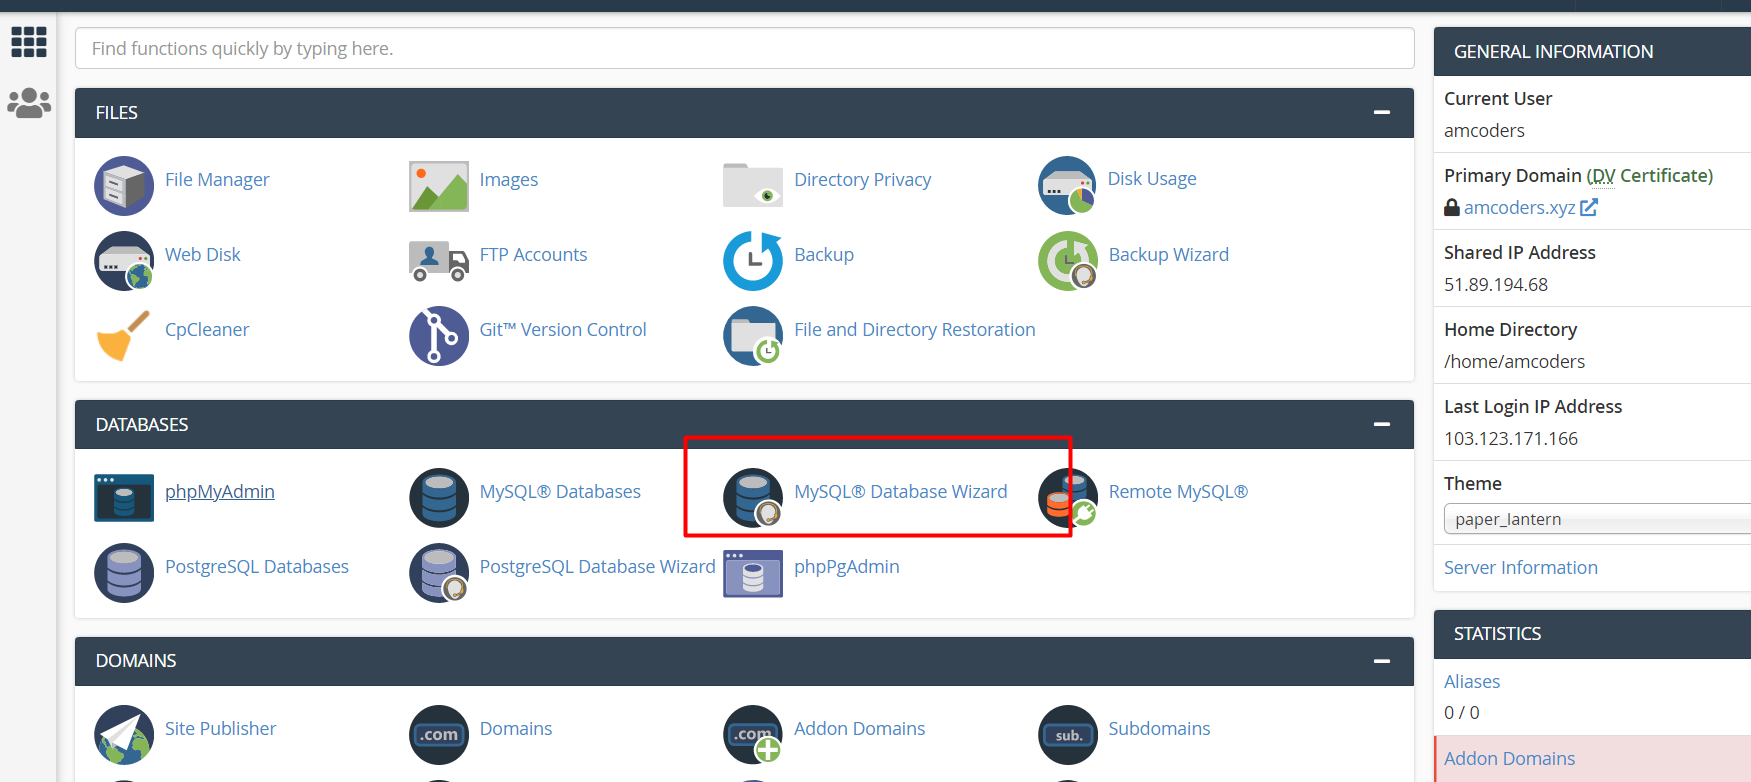 Find functions quickly by typing here.
FILES
File Manager
Images
Directory Privacy
Disk Usage
Web Disk
FTP Accounts
Backup
Backup Wizard
CpCleaner
Git™ Version Control
File and Directory Restoration
DATABASES
phpMyAdmin
MySQL® Databases
MySQL® Database Wizard
Remote MySQL®
PostgreSQL Databases
PostgreSQL Database Wizard
phpPgAdmin
DOMAINS
Site Publisher
.com
Domains
.com
Addon Domains
sub.
Subdomains
GENERAL INFORMATION
Current User
amcoders
Primary Domain (DV Certificate)
amcoders.xyz
Shared IP Address
51.89.194.68
Home Directory
/home/amcoders
Last Login IP Address
103.123.171.166
Theme
paper_lantern
Server Information
STATISTICS
Aliases
0 / 0
Addon Domains